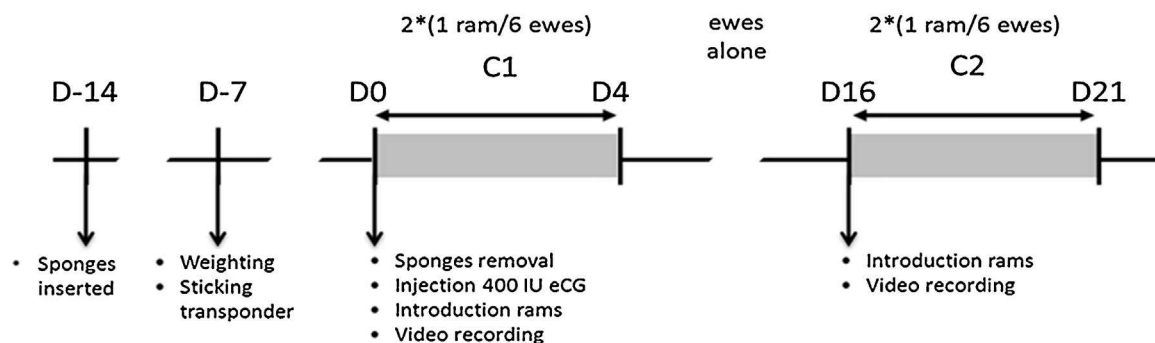 2*(1 ram/6 ewes)
ewes
alone
2*(1 ram/6 ewes)
C1
C2
D-14
D-7
D0
D4
D16
D21
• Sponges
inserted
• Weighting
• Sticking
transponder
• Sponges removal
• Injection 400 IU eCG
• Introduction rams
• Video recording
• Introduction rams
• Video recording